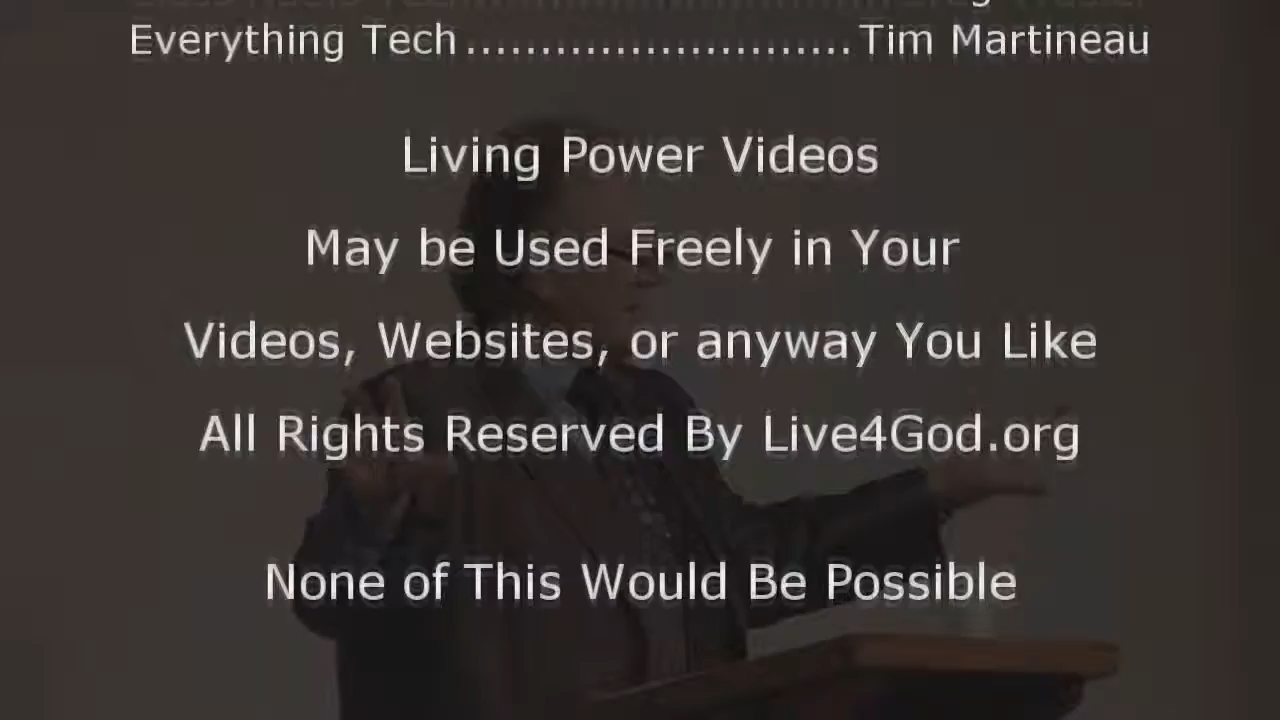 Everything Tech..........................Tim Martineau
Living Power Videos
May be Used Freely in Your
Videos, Websites, or anyway You Like
All Rights Reserved By Live4God.org
None of This Would Be Possible